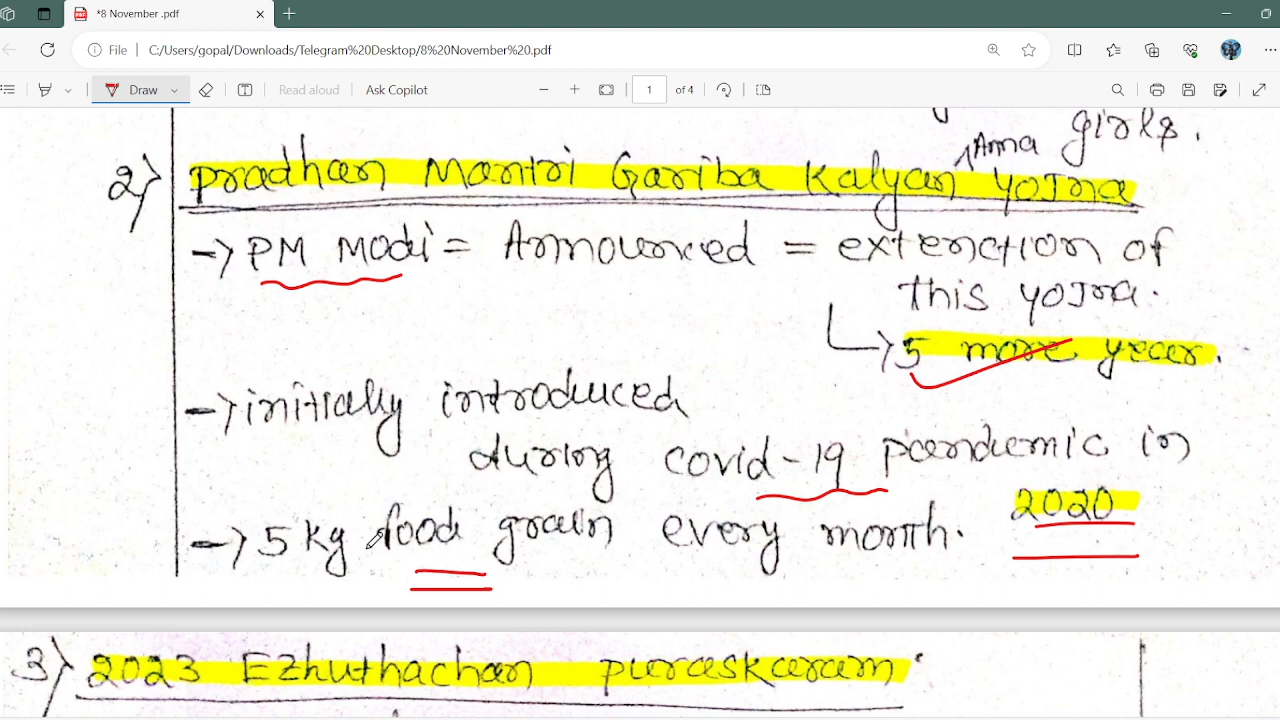 *8 November .pdf
File C:/Users/gopal/Downloads/Telegram%20Desktop/8%20November%20.pdf
Draw Read aloud Ask Copilot 1 of 4
girls.
2) Pradhan Mantri Gariba Kalyan Anna YoJna
→ PM Modi = Announced = extenction of
this yoJna.
→ 5 more year.
→ initially introduced
during covid-19 pandemic in
2020
→ 5 kg food grain every month.
3) 2023 Ezhuthachan puraskaram